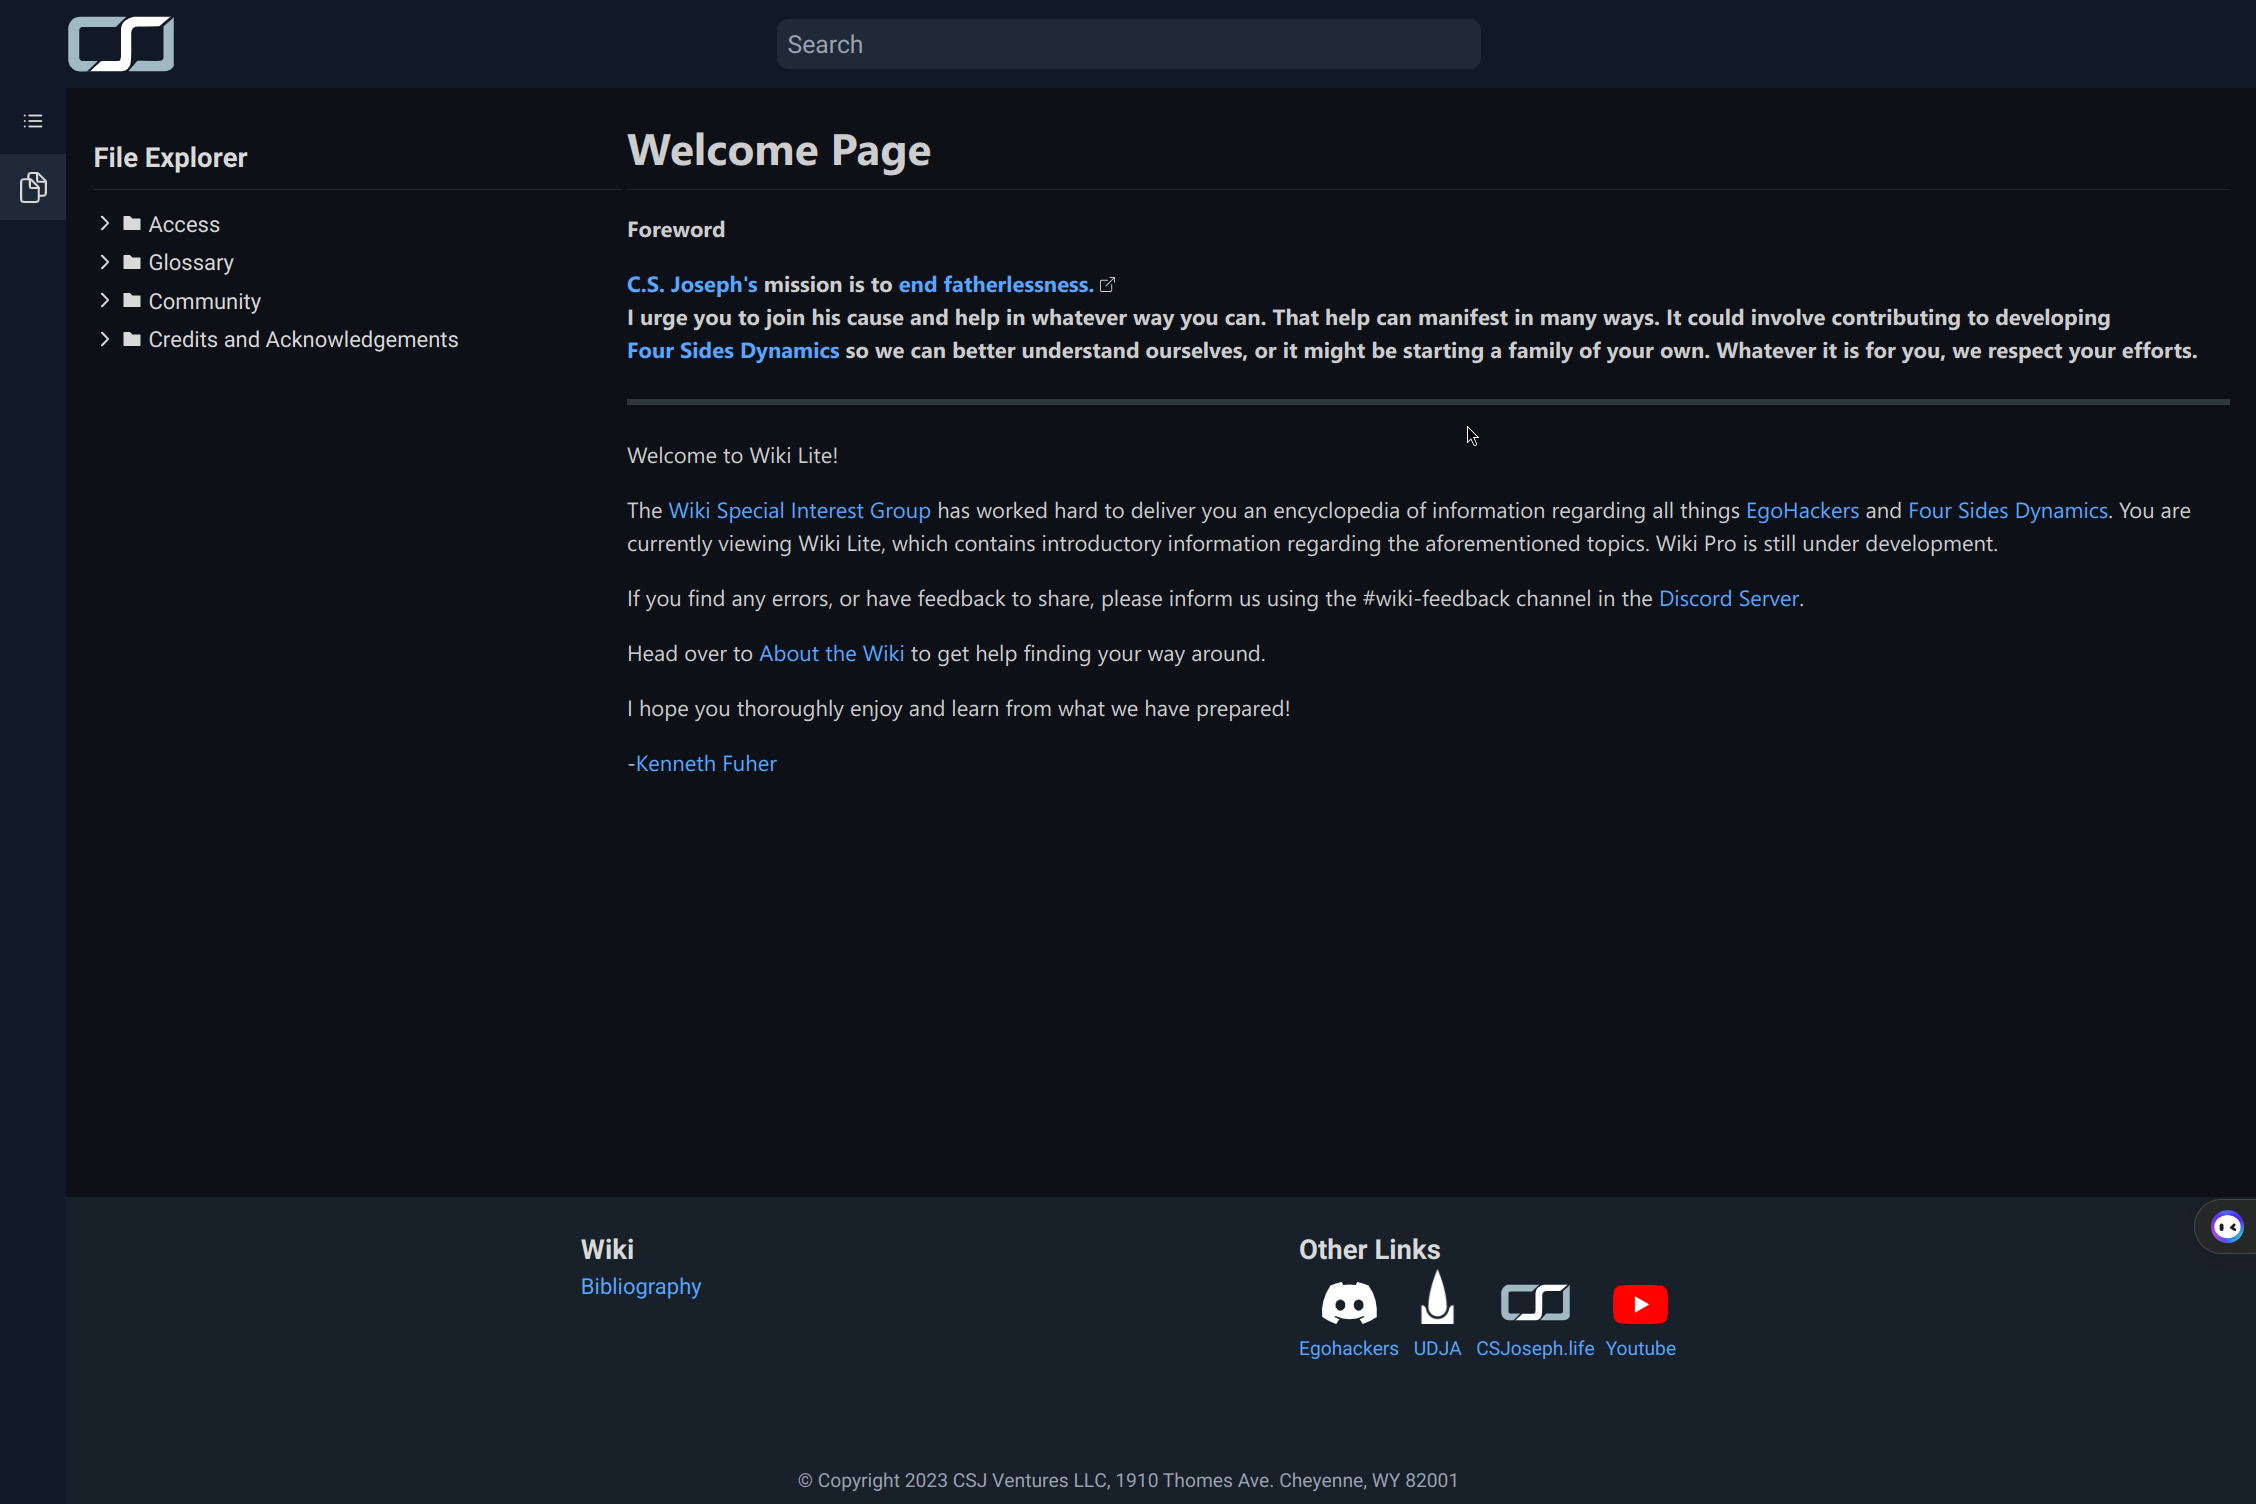 Search
File Explorer
Access
Glossary
Community
Credits and Acknowledgements
Welcome Page
Foreword
C.S. Joseph's mission is to end fatherlessness.
I urge you to join his cause and help in whatever way you can. That help can manifest in many ways. It could involve contributing to developing
Four Sides Dynamics so we can better understand ourselves, or it might be starting a family of your own. Whatever it is for you, we respect your efforts.
Welcome to Wiki Lite!
The Wiki Special Interest Group has worked hard to deliver you an encyclopedia of information regarding all things EgoHackers and Four Sides Dynamics. You are
currently viewing Wiki Lite, which contains introductory information regarding the aforementioned topics. Wiki Pro is still under development.
If you find any errors, or have feedback to share, please inform us using the #wiki-feedback channel in the Discord Server.
Head over to About the Wiki to get help finding your way around.
I hope you thoroughly enjoy and learn from what we have prepared!
-Kenneth Fuher
Wiki
Bibliography
Other Links
Egohackers UDJA CSJoseph.life Youtube
© Copyright 2023 CSJ Ventures LLC, 1910 Thomes Ave. Cheyenne, WY 82001